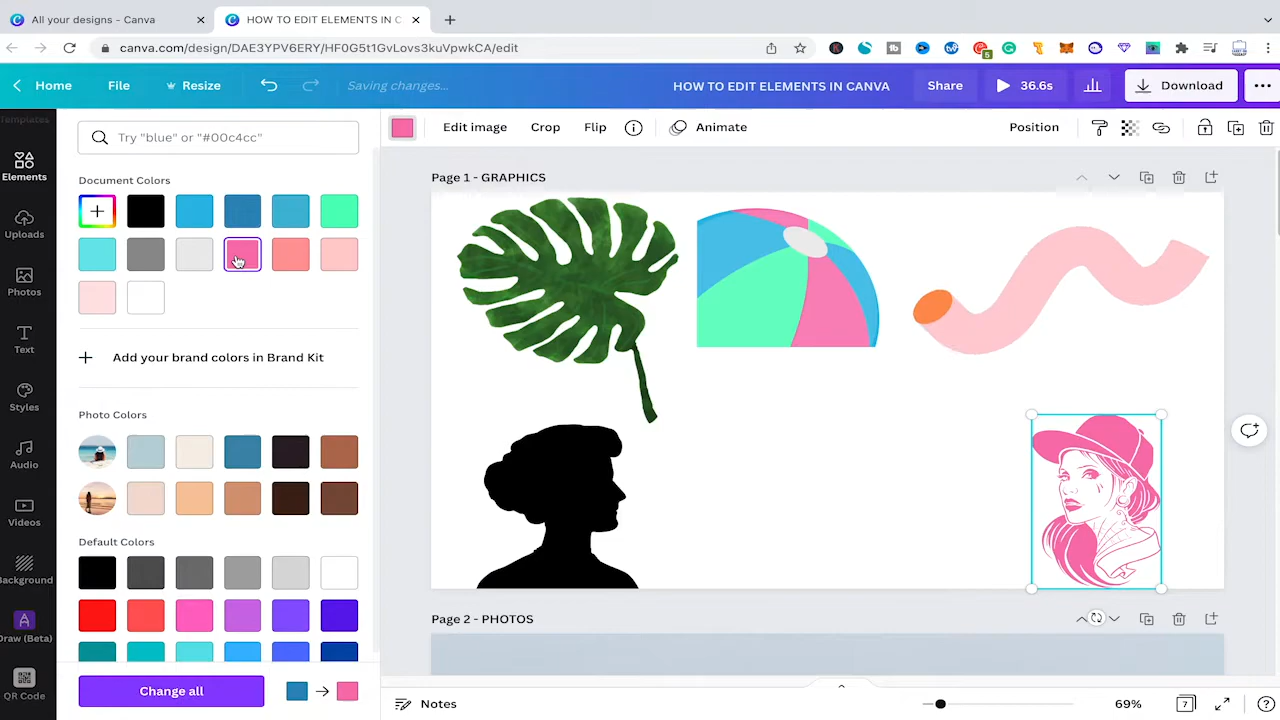 All your designs - Canva
HOW TO EDIT ELEMENTS IN C
canva.com/design/DAE3YPV6ERY/HF0G5t1GvLovs3kuVpwkCA/edit
5
Home
File
Resize
Saving changes...
HOW TO EDIT ELEMENTS IN CANVA
Share
36.6s
Download
Templates
Elements
Uploads
Photos
Text
Styles
Audio
Videos
Background
Draw (Beta)
QR Code
Try "blue" or "#00c4cc"
Document Colors
Add your brand colors in Brand Kit
Photo Colors
Default Colors
Change all
Edit image
Crop
Flip
Animate
Position
Page 1 - GRAPHICS
Page 2 - PHOTOS
Notes
69%
7